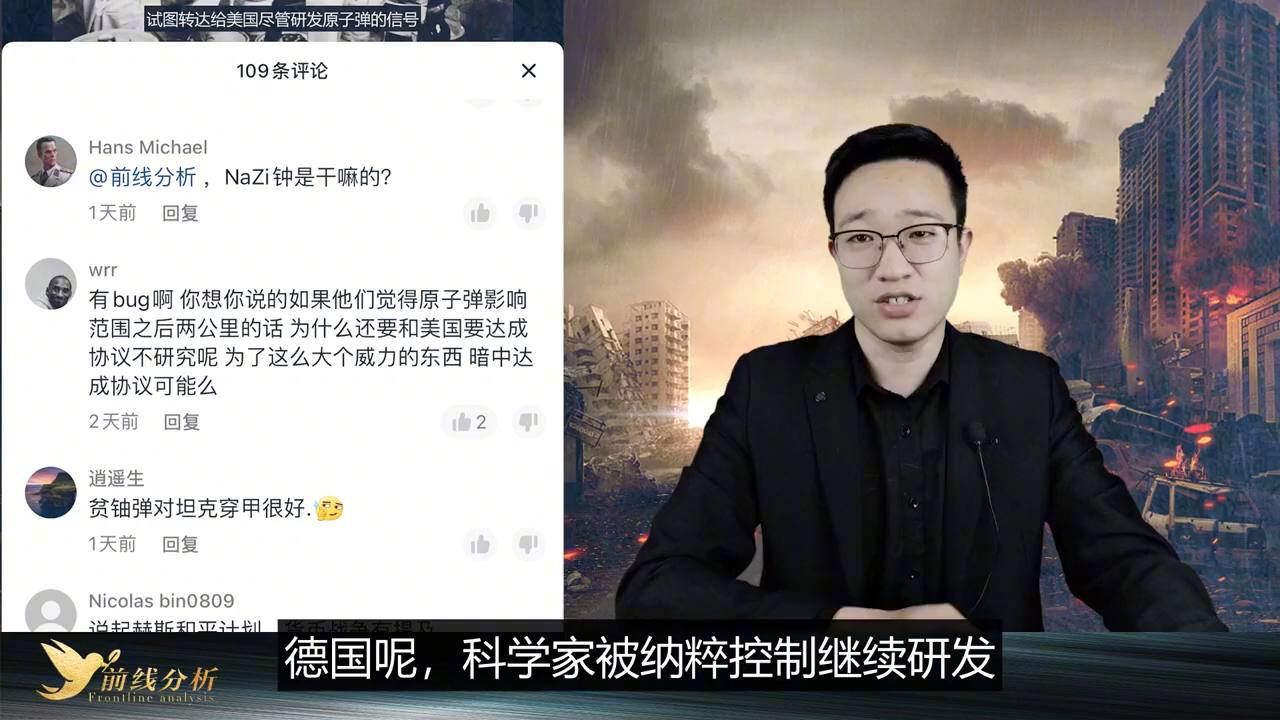 试图转达给美国尽管研发原子弹的信号
109条评论
Hans Michael
@前线分析 ，NaZi钟是干嘛的?
1天前 回复
wrr
有bug啊 你想你说的如果他们觉得原子弹影响
范围之后两公里的话 为什么还要和美国要达成
协议不研究呢 为了这么大个威力的东西 暗中达
成协议可能么
2天前 回复
2
逍遥生
贫铀弹对坦克穿甲很好.
1天前 回复
Nicolas bin0809
说起赫斯和平计划
德国呢，科学家被纳粹控制继续研发
前线分析
Frontline analysis